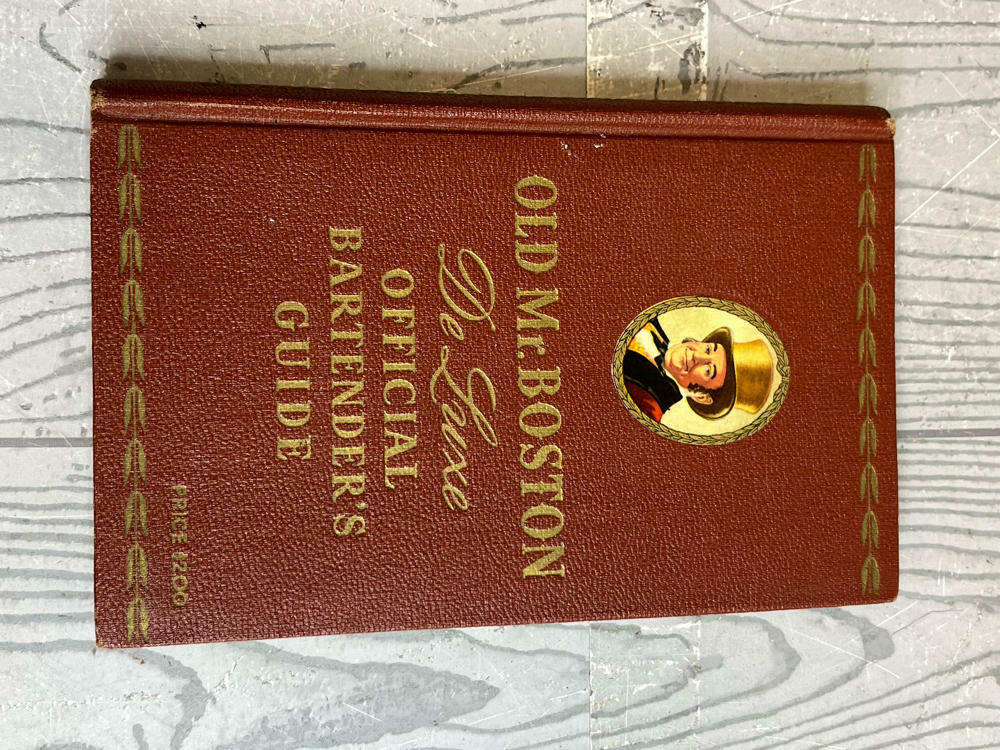 OLD Mr. BOSTON
De Luxe
OFFICIAL
BARTENDER'S
GUIDE
PRICE $2.00